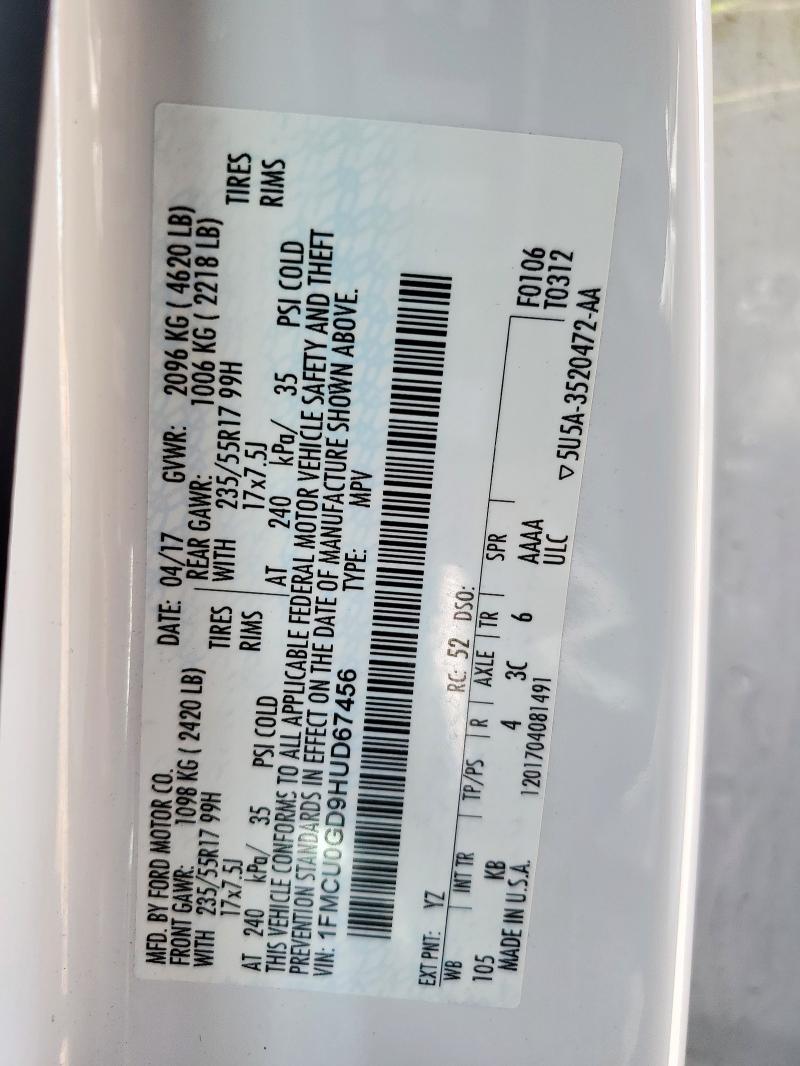 MFD. BY FORD MOTOR CO. DATE: 04/17 GVWR: 2096 KG ( 4620 LB)
FRONT GAWR: 1098 KG ( 2420 LB) REAR GAWR: 1006 KG ( 2218 LB)
WITH 235/55R17 99H TIRES WITH 235/55R17 99H TIRES
17x7.5J RIMS 17x7.5J RIMS
AT 240 kPa/ 35 PSI COLD AT 240 kPa/ 35 PSI COLD
THIS VEHICLE CONFORMS TO ALL APPLICABLE FEDERAL MOTOR VEHICLE SAFETY AND THEFT
PREVENTION STANDARDS IN EFFECT ON THE DATE OF MANUFACTURE SHOWN ABOVE.
VIN: 1FMCU0GD9HUD67456 TYPE: MPV
EXT PNT: YZ RC: 52 DSO:
WB INT TR TP/PS R AXLE TR SPR F0106
105 KB 4 3C 6 AAAA T0312
MADE IN U.S.A. 1201704081491 ULC ▽5U5A-3520472-AA